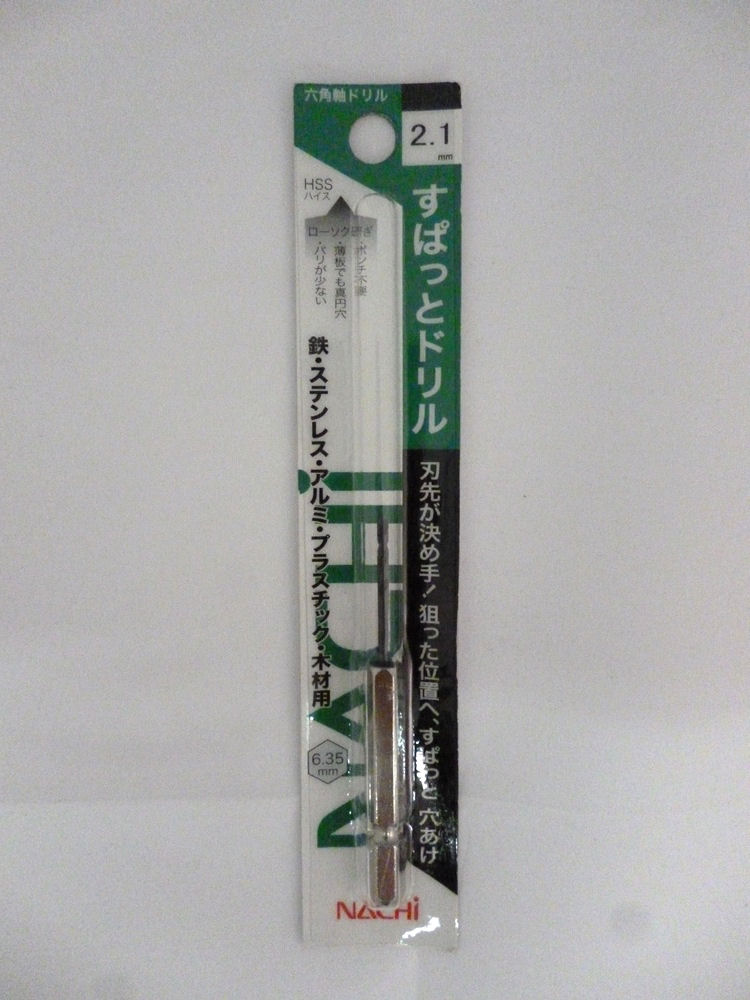 六角軸ドリル
2.1
mm
HSS
ハイス
ローソク研ぎ
・ポンチ不要
・薄板でも真円穴
・バリが少ない
すぱっとドリル
刃先が決め手! 狙った位置へ、すぱっと 穴あけ
鉄・ステンレス・アルミ・プラスチック・木材用
6.35
mm
NACHi
NACHi